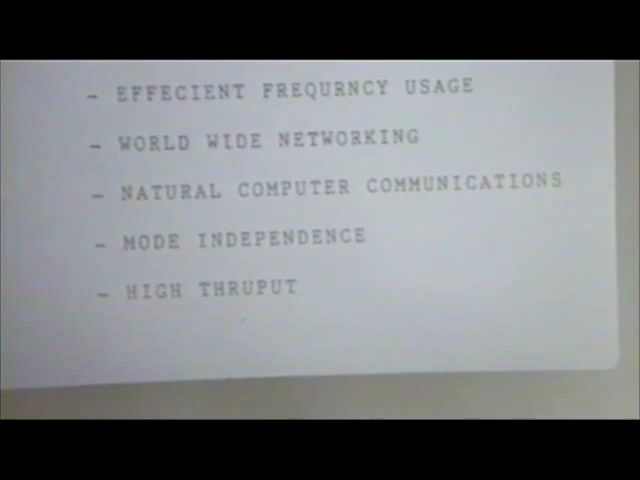 - EFFECIENT FREQURNCY USAGE
- WORLD WIDE NETWORKING
- NATURAL COMPUTER COMMUNICATIONS
- MODE INDEPENDENCE
- HIGH THRUPUT